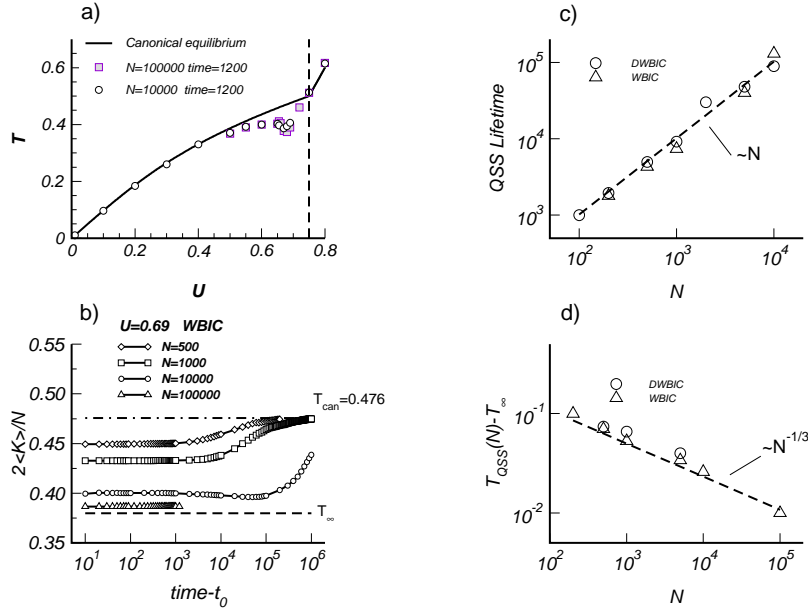 a)
Canonical equilibrium
N=100000 time=1200
N=10000 time=1200
T
0.6
0.4
0.2
0
0 0.2 0.4 0.6 0.8
U
b)
U=0.69 WBIC
N=500
N=1000
N=10000
N=100000
2<K>/N
0.55
0.50
0.45
0.40
0.35
T_can=0.476
T_∞
10^1 10^2 10^3 10^4 10^5 10^6
time-t_0
c)
DWBIC
WBIC
QSS Lifetime
10^5
10^4
10^3
~N
10^2 10^3 10^4
N
d)
DWBIC
WBIC
T_QSS(N)-T_∞
10^-1
10^-2
~N^-1/3
10^3 10^4 10^5
N